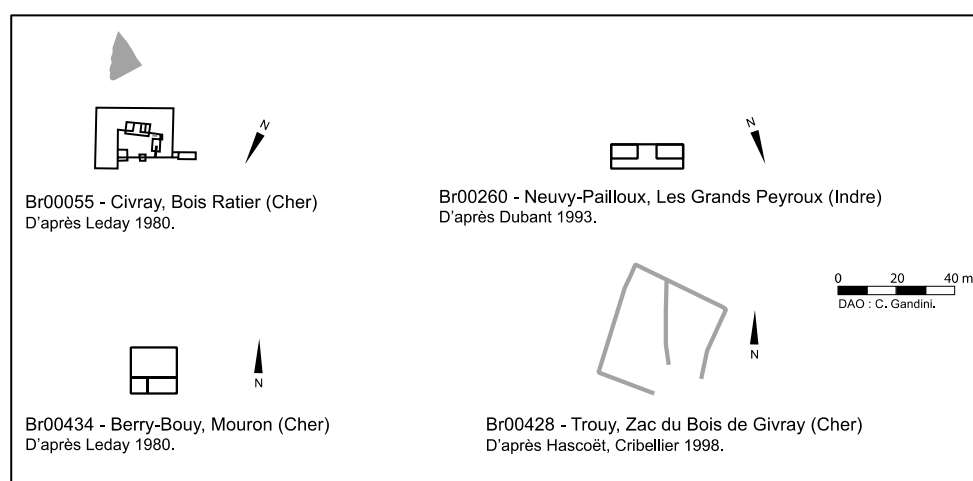 N
Br00055 - Civray, Bois Ratier (Cher)
D'après Leday 1980.
N
Br00260 - Neuvy-Pailloux, Les Grands Peyroux (Indre)
D'après Dubant 1993.
0 20 40 m
DAO : C. Gandini.
N
Br00434 - Berry-Bouy, Mouron (Cher)
D'après Leday 1980.
N
Br00428 - Trouy, Zac du Bois de Givray (Cher)
D'après Hascoët, Cribellier 1998.